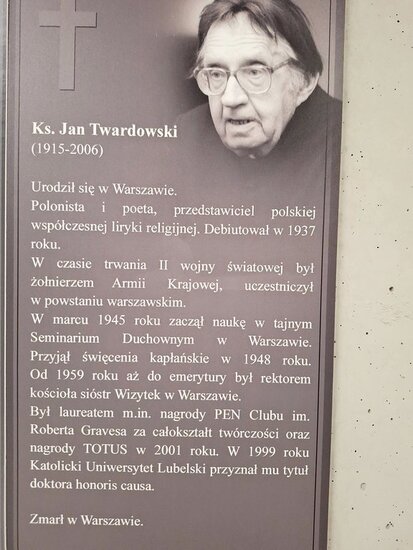 Ks. Jan Twardowski
(1915-2006)
Urodził się w Warszawie.
Polonista i poeta, przedstawiciel polskiej
współczesnej liryki religijnej. Debiutował w 1937
roku.
W czasie trwania II wojny światowej był
żołnierzem Armii Krajowej, uczestniczył
w powstaniu warszawskim.
W marcu 1945 roku zaczął naukę w tajnym
Seminarium Duchownym w Warszawie.
Przyjął święcenia kapłańskie w 1948 roku.
Od 1959 roku aż do emerytury był rektorem
kościoła sióstr Wizytek w Warszawie.
Był laureatem m.in. nagrody PEN Clubu im.
Roberta Gravesa za całokształt twórczości oraz
nagrody TOTUS w 2001 roku. W 1999 roku
Katolicki Uniwersytet Lubelski przyznał mu tytuł
doktora honoris causa.
Zmarł w Warszawie.